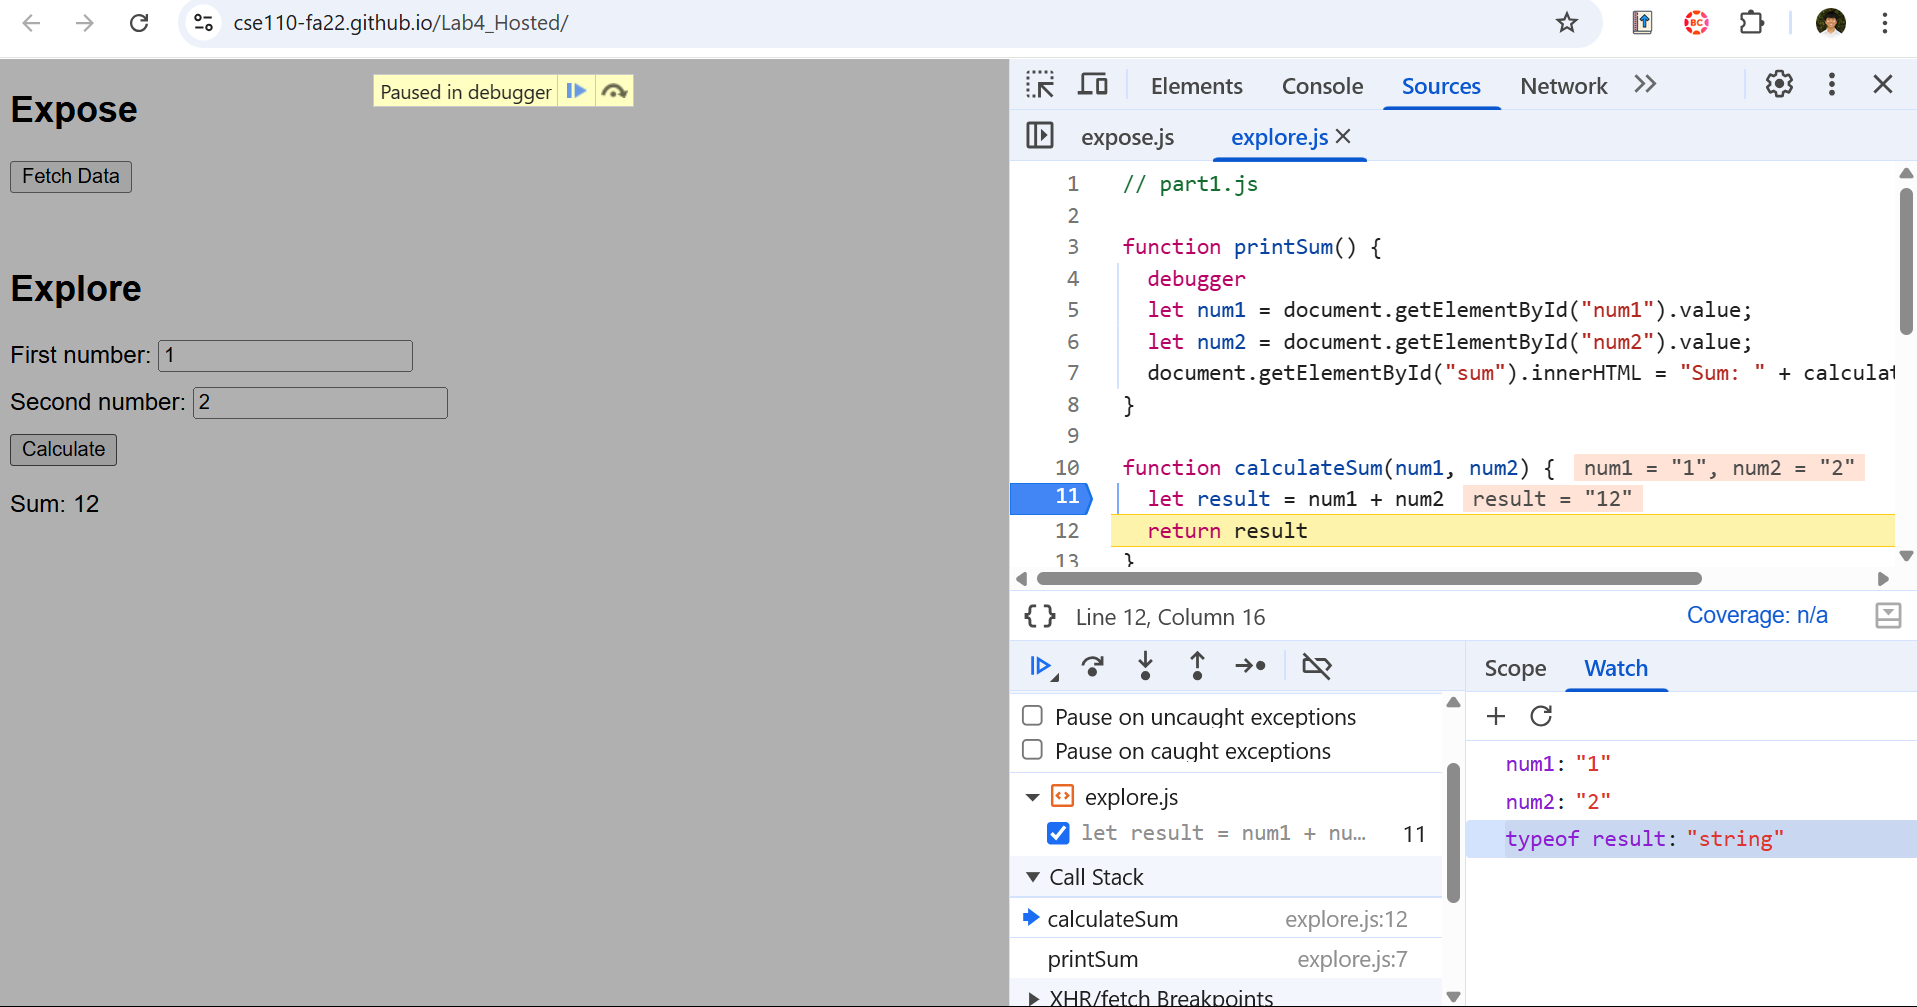 cse110-fa22.github.io/Lab4_Hosted/
BC
Expose
Paused in debugger
Fetch Data
Explore
First number: 1
Second number: 2
Calculate
Sum: 12
Elements Console Sources Network
expose.js explore.js
1 // part1.js
2
3 function printSum() {
4 debugger
5 let num1 = document.getElementById("num1").value;
6 let num2 = document.getElementById("num2").value;
7 document.getElementById("sum").innerHTML = "Sum: " + calculat
8 }
9
10 function calculateSum(num1, num2) { num1 = "1", num2 = "2"
11 let result = num1 + num2 result = "12"
12 return result
13 }
{} Line 12, Column 16 Coverage: n/a
Pause on uncaught exceptions
Pause on caught exceptions
explore.js
let result = num1 + nu… 11
Call Stack
calculateSum explore.js:12
printSum explore.js:7
XHR/fetch Breakpoints
Scope Watch
num1: "1"
num2: "2"
typeof result: "string"